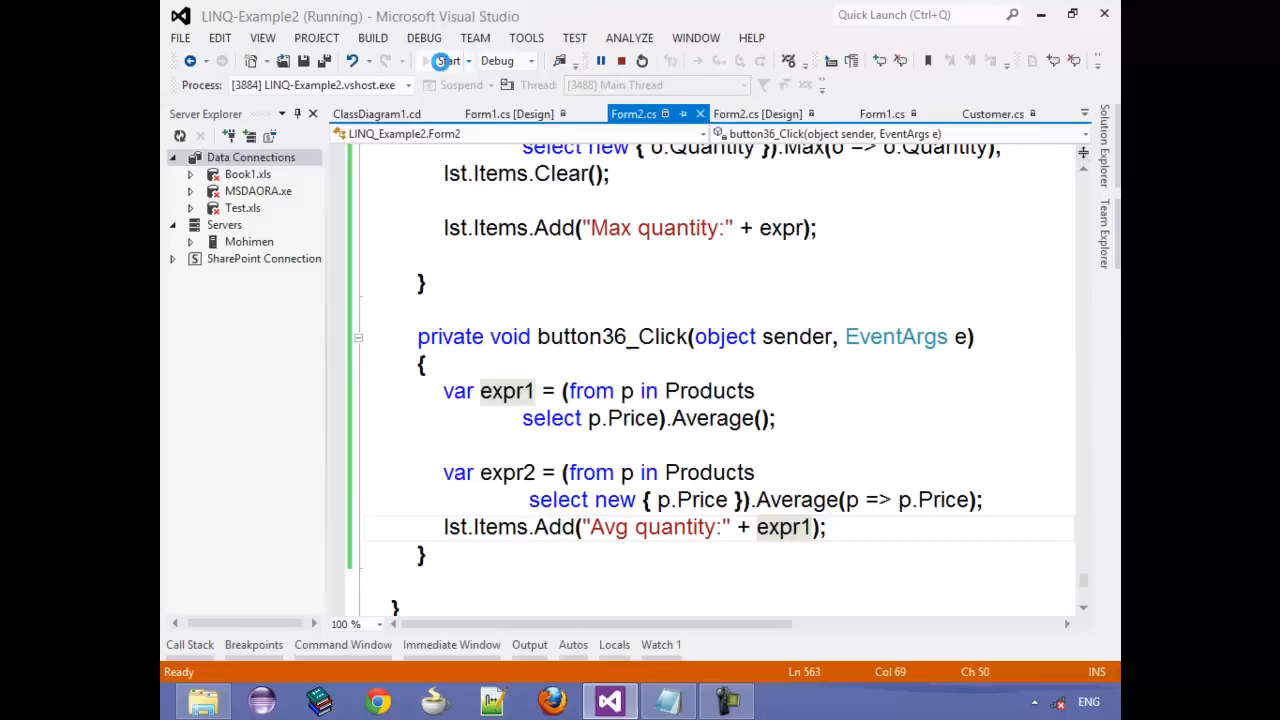 LINQ-Example2 (Running) - Microsoft Visual Studio
Quick Launch (Ctrl+Q)
FILE EDIT VIEW PROJECT BUILD DEBUG TEAM TOOLS TEST ANALYZE WINDOW HELP
Start Debug
Process: [3884] LINQ-Example2.vshost.exe Suspend Thread: [3488] Main Thread
Server Explorer
ClassDiagram1.cd Form1.cs [Design] Form2.cs Form2.cs [Design] Form1.cs Customer.cs
LINQ_Example2.Form2 button36_Click(object sender, EventArgs e)
Data Connections
Book1.xls
MSDAORA.xe
Test.xls
Servers
Mohimen
SharePoint Connection
select new { o.Quantity }).Max(o => o.Quantity);
lst.Items.Clear();
lst.Items.Add("Max quantity:" + expr);
}
private void button36_Click(object sender, EventArgs e)
{
var expr1 = (from p in Products
select p.Price).Average();
var expr2 = (from p in Products
select new { p.Price }).Average(p => p.Price);
lst.Items.Add("Avg quantity:" + expr1);
}
}
100 %
Solution Explorer
Team Explorer
Call Stack Breakpoints Command Window Immediate Window Output Autos Locals Watch 1
Ready Ln 563 Col 69 Ch 50 INS
ENG